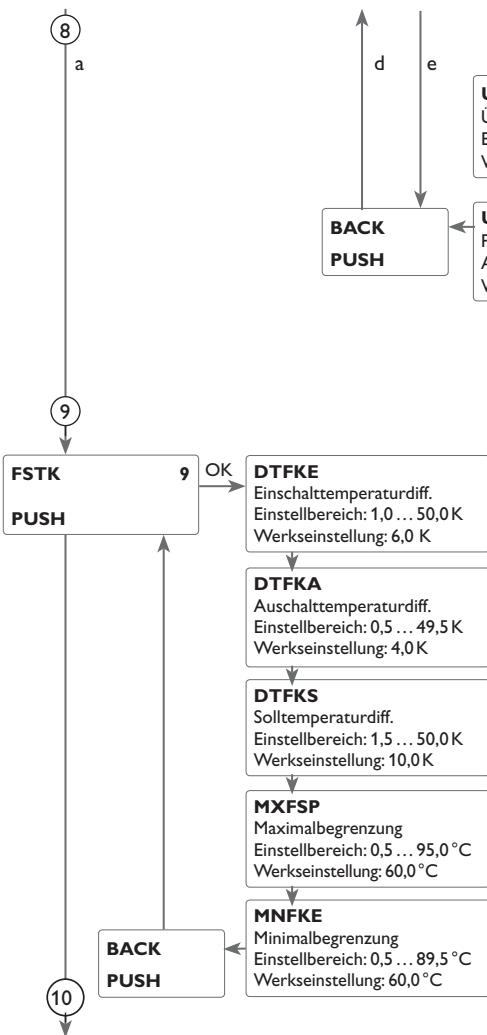 8
a
d
e
U
Ü
E
V
U
F
A
V
BACK
PUSH
9
FSTK 9
PUSH
OK
DTFKE
Einschalttemperaturdiff.
Einstellbereich: 1,0 … 50,0 K
Werkseinstellung: 6,0 K
DTFKA
Auschalttemperaturdiff.
Einstellbereich: 0,5 … 49,5 K
Werkseinstellung: 4,0 K
DTFKS
Solltemperaturdiff.
Einstellbereich: 1,5 … 50,0 K
Werkseinstellung: 10,0 K
MXFSP
Maximalbegrenzung
Einstellbereich: 0,5 … 95,0 °C
Werkseinstellung: 60,0 °C
MNFKE
Minimalbegrenzung
Einstellbereich: 0,5 … 89,5 °C
Werkseinstellung: 60,0 °C
BACK
PUSH
10